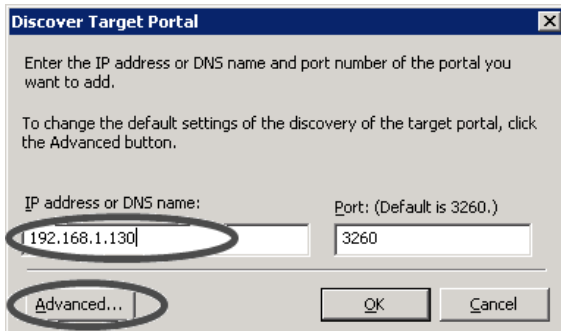 Discover Target Portal
Enter the IP address or DNS name and port number of the portal you
want to add.
To change the default settings of the discovery of the target portal, click
the Advanced button.
IP address or DNS name:
Port: (Default is 3260.)
192.168.1.130
3260
Advanced...
OK
Cancel